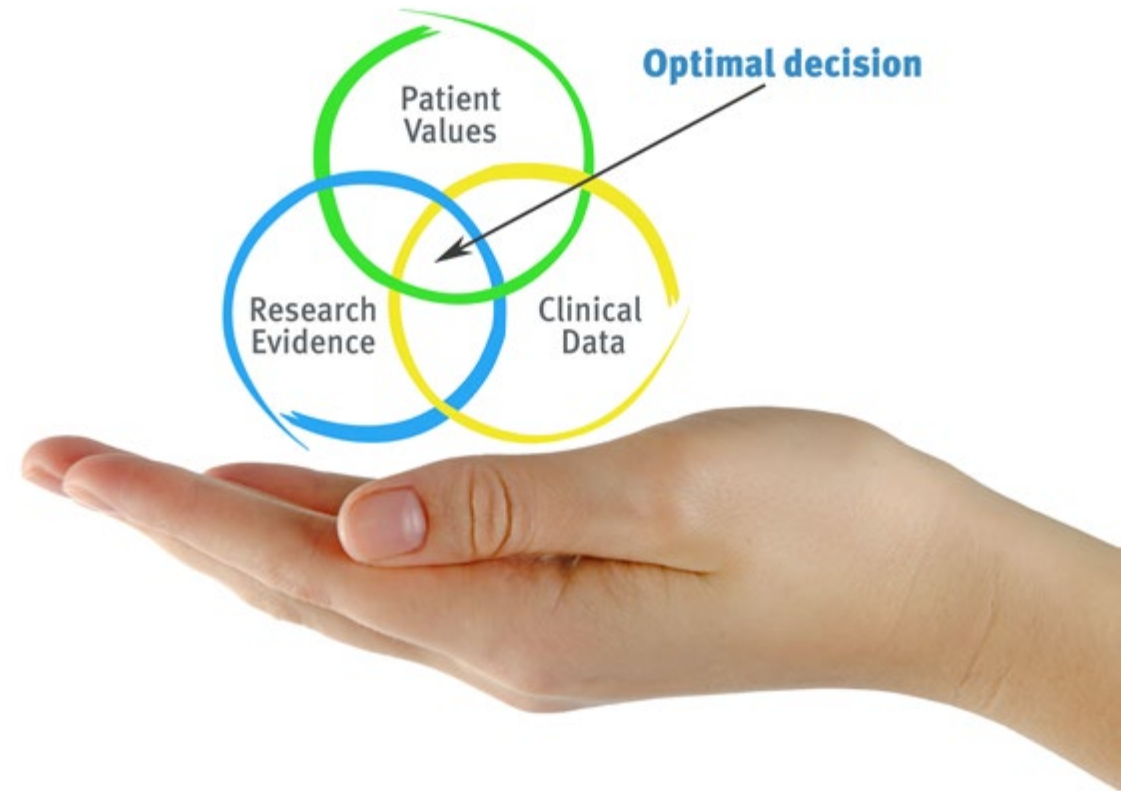 Optimal decision
Patient
Values
Research
Evidence
Clinical
Data